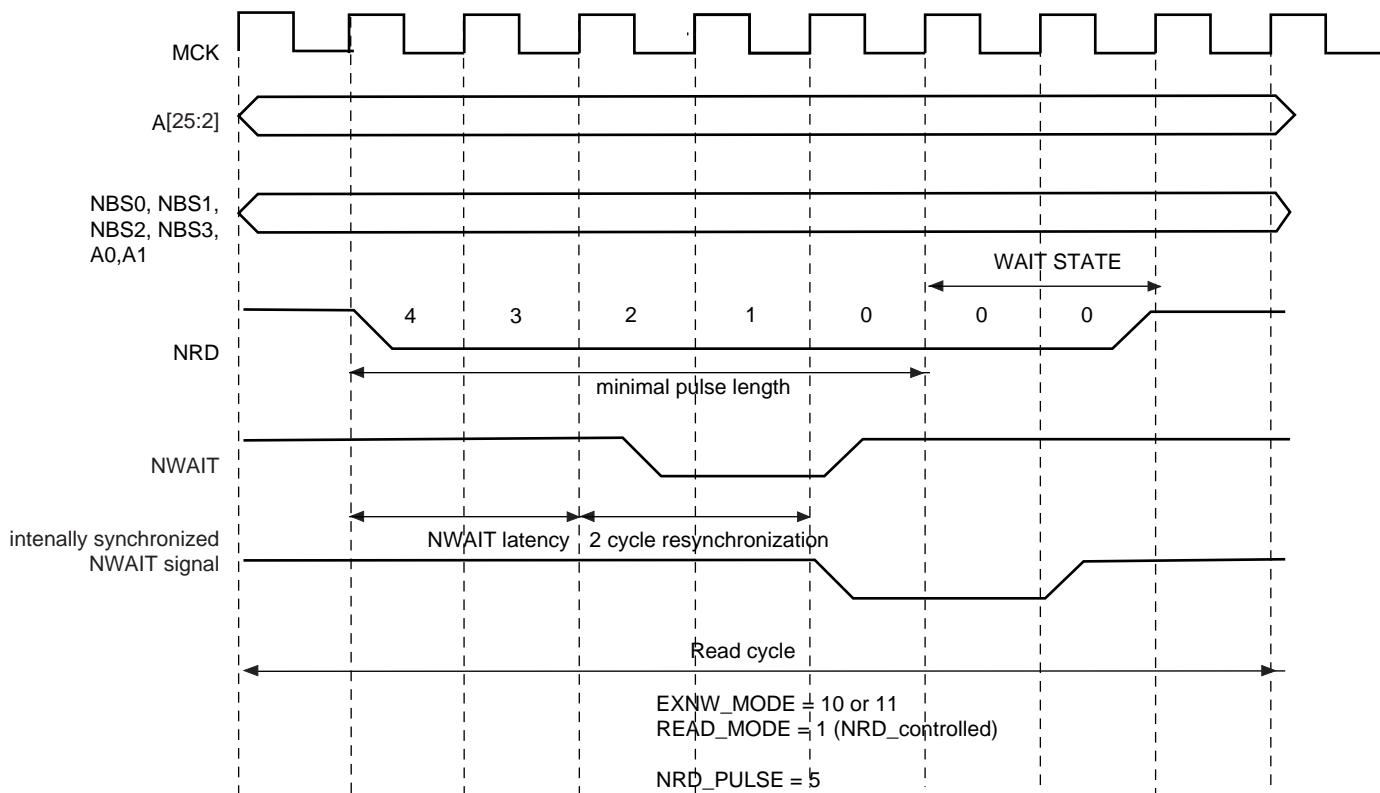 MCK
A[25:2]
NBS0, NBS1,
NBS2, NBS3,
A0,A1
WAIT STATE
4 3 2 1 0 0 0
NRD
minimal pulse length
NWAIT
intenally synchronized
NWAIT signal
NWAIT latency 2 cycle resynchronization
Read cycle
EXNW_MODE = 10 or 11
READ_MODE = 1 (NRD_controlled)
NRD_PULSE = 5